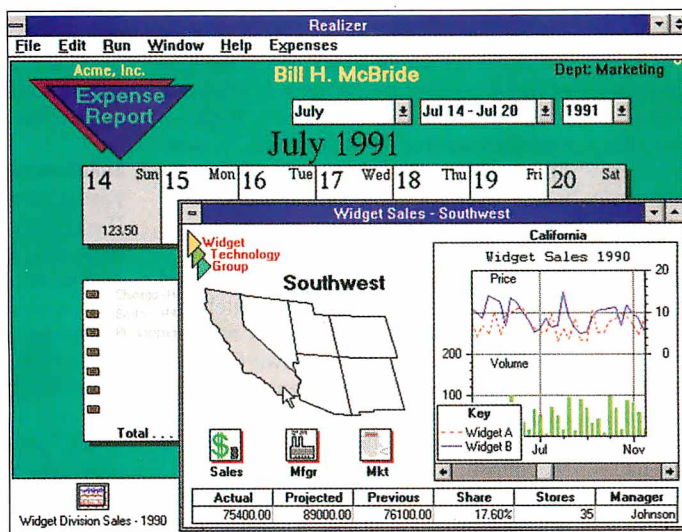 Realizer
File Edit Run Window Help Expenses
Acme, Inc.
Expense
Report
Bill H. McBride
Dept: Marketing
July
Jul 14 - Jul 20
1991
July 1991
14 Sun 15 Mon 16 Tue 17 Wed 18 Thu 19 Fri 20 Sat
123.50
Total . . .
Widget Division Sales - 1990
Widget Sales - Southwest
Widget
Technology
Group
Southwest
Sales
Mfgr
Mkt
California
Widget Sales 1990
Price
20
10
0
200
Volume
100
Key
Widget A
Widget B
Jul
Nov
Actual Projected Previous Share Stores Manager
75400.00 89000.00 76100.00 17.60% 35 Johnson